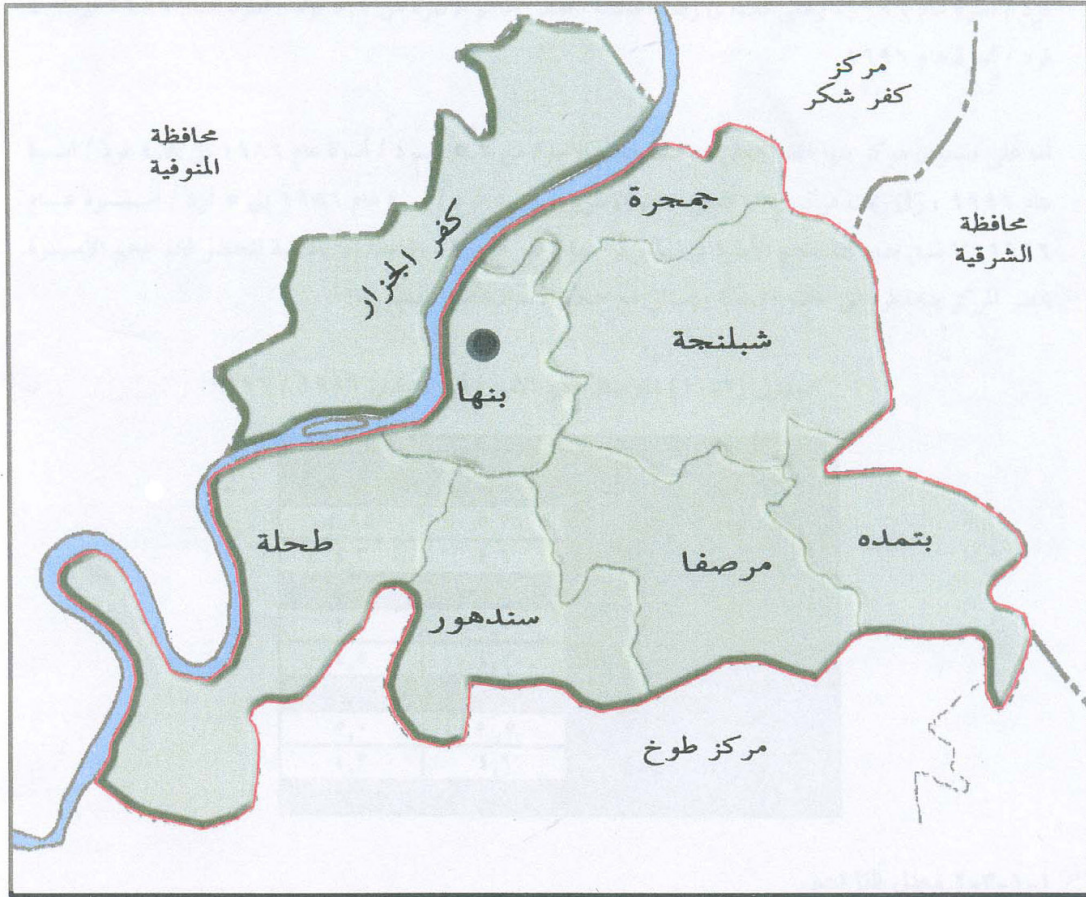 مركز
كفر شكر
محافظة
المنوفية
جمجرة
محافظة
الشرقية
كفر الجزار
شبلنجة
بنها
طحلة
بتمده
مرصفا
سندهور
مركز طوخ